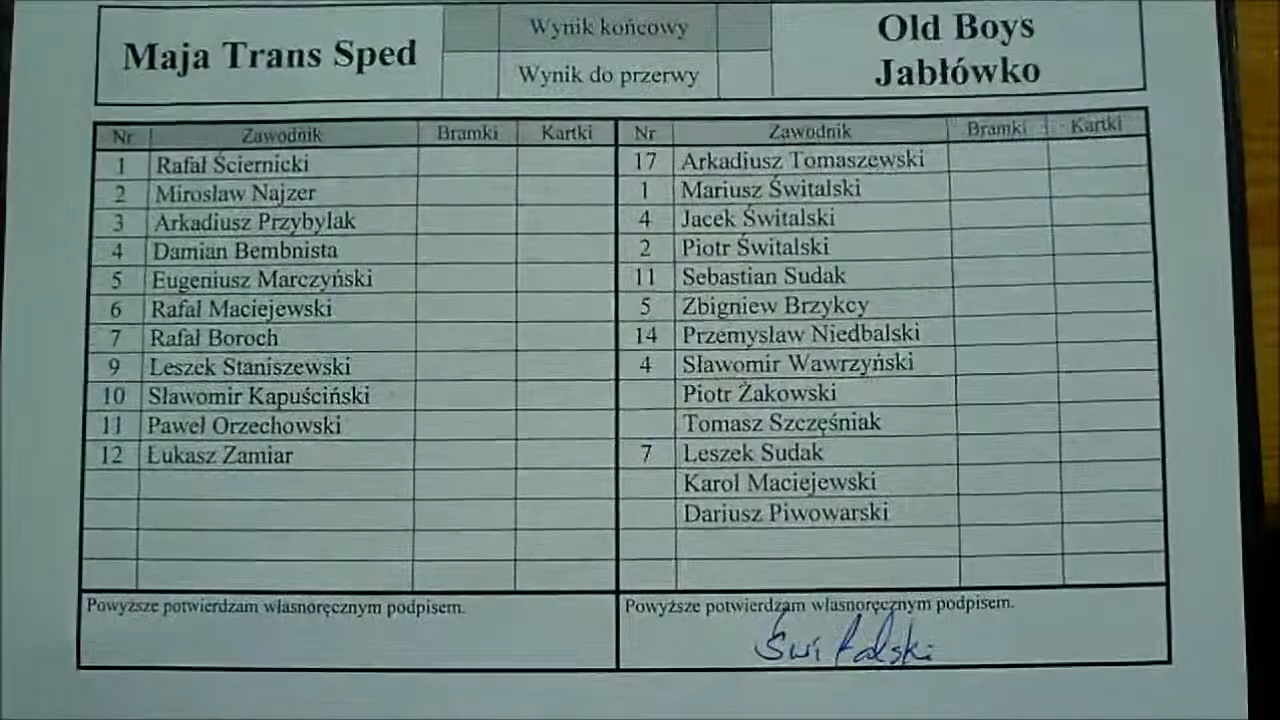 Maja Trans Sped
Wynik końcowy
Wynik do przerwy
Old Boys
Jabłówko
Nr Zawodnik Bramki Kartki
1 Rafał Ściernicki
2 Mirosław Najzer
3 Arkadiusz Przybylak
4 Damian Bembnista
5 Eugeniusz Marczyński
6 Rafał Maciejewski
7 Rafał Boroch
9 Leszek Staniszewski
10 Sławomir Kapuściński
11 Paweł Orzechowski
12 Łukasz Zamiar
Powyższe potwierdzam własnoręcznym podpisem.
Nr Zawodnik Bramki Kartki
17 Arkadiusz Tomaszewski
1 Mariusz Świtalski
4 Jacek Świtalski
2 Piotr Świtalski
11 Sebastian Sudak
5 Zbigniew Brzykcy
14 Przemysław Niedbalski
4 Sławomir Wawrzyński
Piotr Żakowski
Tomasz Szczęśniak
7 Leszek Sudak
Karol Maciejewski
Dariusz Piwowarski
Powyższe potwierdzam własnoręcznym podpisem.
Świtalski